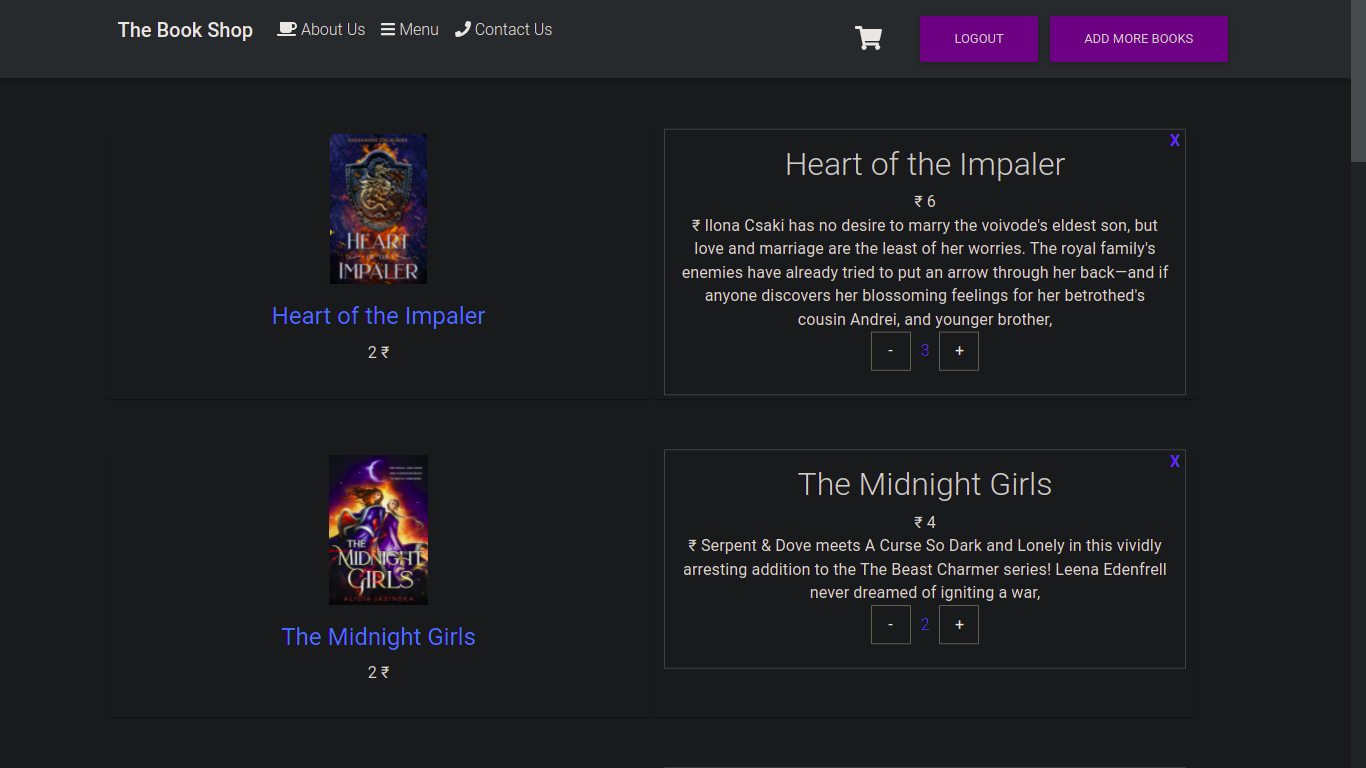 The Book Shop About Us Menu Contact Us LOGOUT ADD MORE BOOKS
HEART
IMPALER
Heart of the Impaler
2 ₹
X
Heart of the Impaler
₹ 6
₹ Ilona Csaki has no desire to marry the voivode's eldest son, but
love and marriage are the least of her worries. The royal family's
enemies have already tried to put an arrow through her back—and if
anyone discovers her blossoming feelings for her betrothed's
cousin Andrei, and younger brother,
- 3 +
THE
MIDNIGHT
GIRLS
ALICIA JASINSKA
The Midnight Girls
2 ₹
X
The Midnight Girls
₹ 4
₹ Serpent & Dove meets A Curse So Dark and Lonely in this vividly
arresting addition to the The Beast Charmer series! Leena Edenfrell
never dreamed of igniting a war,
- 2 +